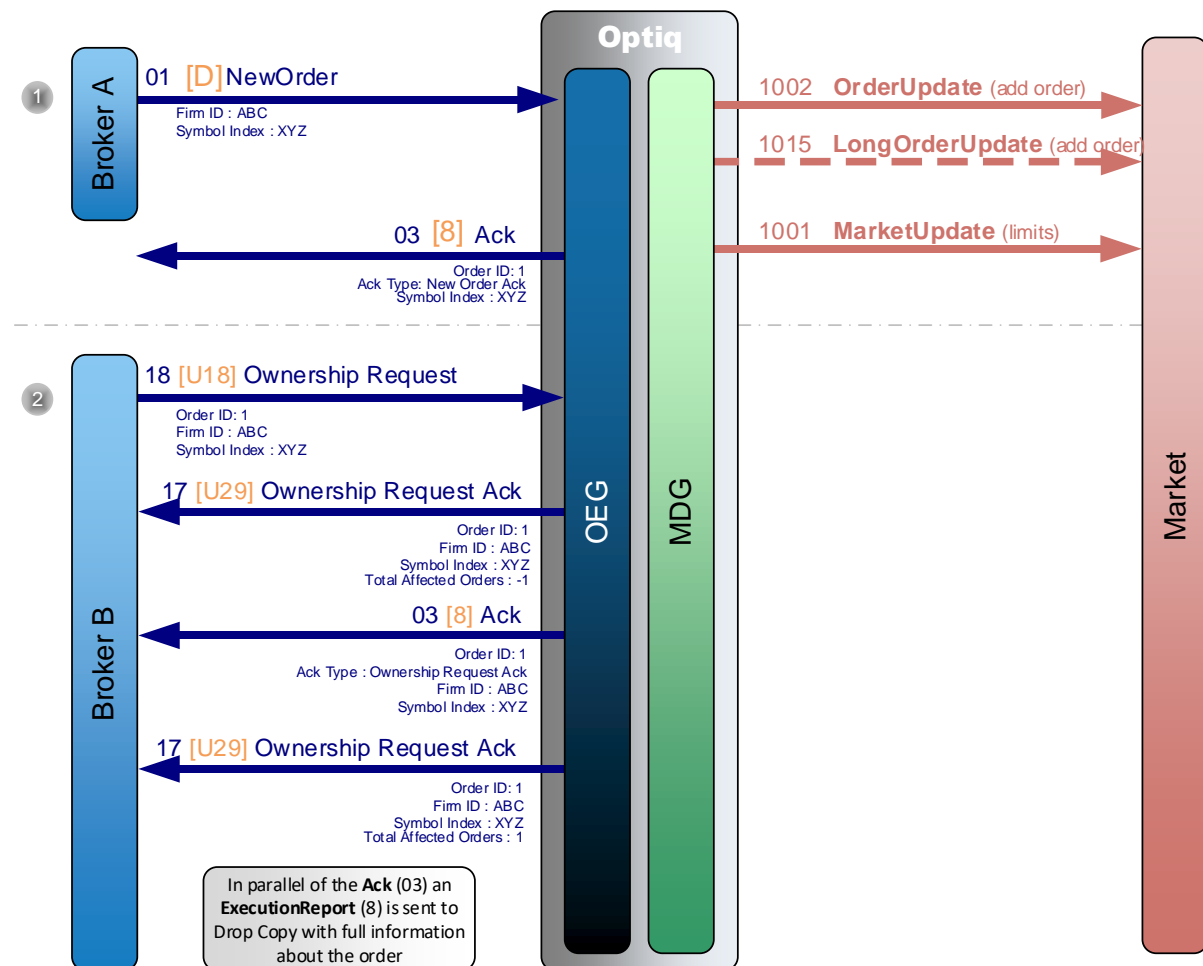 Optiq
1
Broker A
01 [D] NewOrder
Firm ID : ABC
Symbol Index : XYZ
1002 OrderUpdate (add order)
1015 LongOrderUpdate (add order)
03 [8] Ack
Order ID: 1
Ack Type: New Order Ack
Symbol Index : XYZ
1001 MarketUpdate (limits)
OEG
MDG
Market
2
Broker B
18 [U18] Ownership Request
Order ID: 1
Firm ID : ABC
Symbol Index : XYZ
17 [U29] Ownership Request Ack
Order ID: 1
Firm ID : ABC
Symbol Index : XYZ
Total Affected Orders : -1
03 [8] Ack
Order ID: 1
Ack Type : Ownership Request Ack
Firm ID : ABC
Symbol Index : XYZ
17 [U29] Ownership Request Ack
Order ID: 1
Firm ID : ABC
Symbol Index : XYZ
Total Affected Orders : 1
In parallel of the Ack (03) an
ExecutionReport (8) is sent to
Drop Copy with full information
about the order